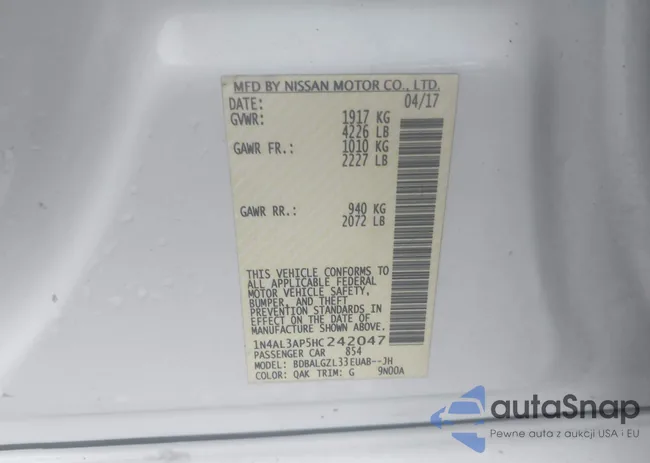 MFD BY NISSAN MOTOR CO., LTD.
DATE: 04/17
GVWR: 1917 KG
4226 LB
GAWR FR.: 1010 KG
2227 LB
GAWR RR.: 940 KG
2072 LB
THIS VEHICLE CONFORMS TO
ALL APPLICABLE FEDERAL
MOTOR VEHICLE SAFETY,
BUMPER, AND THEFT
PREVENTION STANDARDS IN
EFFECT ON THE DATE OF
MANUFACTURE SHOWN ABOVE.
1N4AL3AP5HC242047
PASSENGER CAR 854
MODEL: BDBALGZL33EUAB--JH
COLOR: QAK TRIM: G 9N00A
autaSnap
Pewne auta z aukcji USA i EU